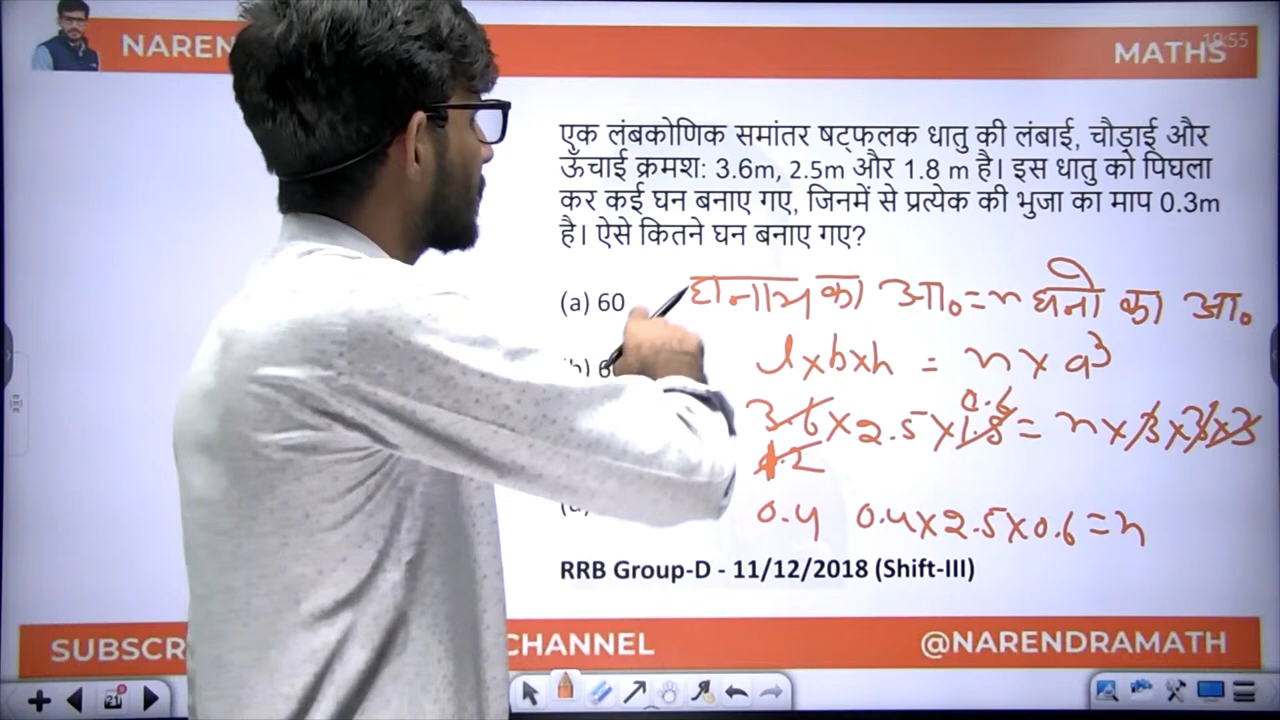 NAREN
MATHS
19:55
एक लंबकोणिक समांतर षट्फलक धातु की लंबाई, चौड़ाई और
ऊँचाई क्रमश: 3.6m, 2.5m और 1.8 m है। इस धातु को पिघला
कर कई घन बनाए गए, जिनमें से प्रत्येक की भुजा का माप 0.3m
है। ऐसे कितने घन बनाए गए?
घनाभ का आ॰=n घनो का आ॰
(a) 60
l×b×h = n × a³
0.6
3.6×2.5×1.8= n×3×3×3
1.2
0.4 0.4×2.5×0.6=n
RRB Group-D - 11/12/2018 (Shift-III)
SUBSCR CHANNEL
@NARENDRAMATH
21